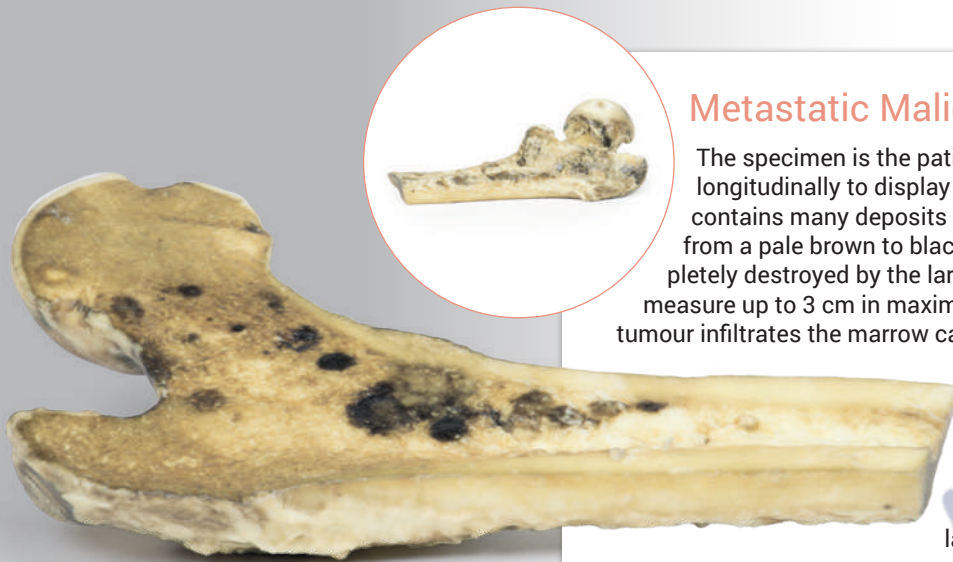 Metastatic Mali
The specimen is the pati
longitudinally to display
contains many deposits
from a pale brown to blac
pletely destroyed by the lar
measure up to 3 cm in maxim
tumour infiltrates the marrow ca
la